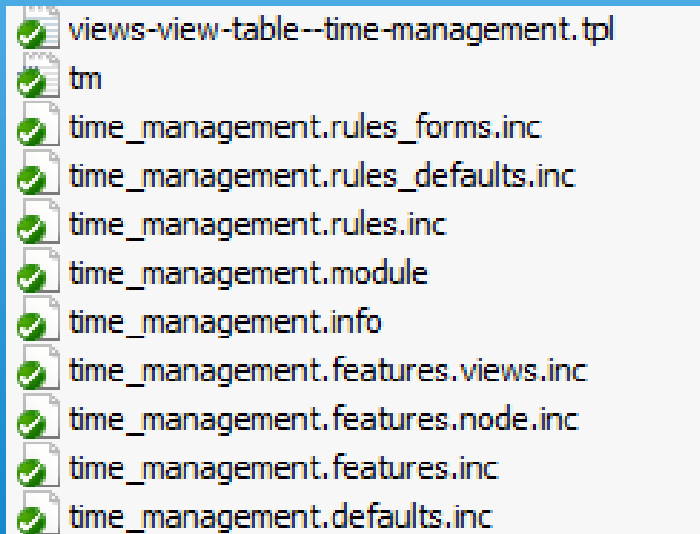 views-view-table--time-management.tpl
tm
time_management.rules_forms.inc
time_management.rules_defaults.inc
time_management.rules.inc
time_management.module
time_management.info
time_management.features.views.inc
time_management.features.node.inc
time_management.features.inc
time_management.defaults.inc